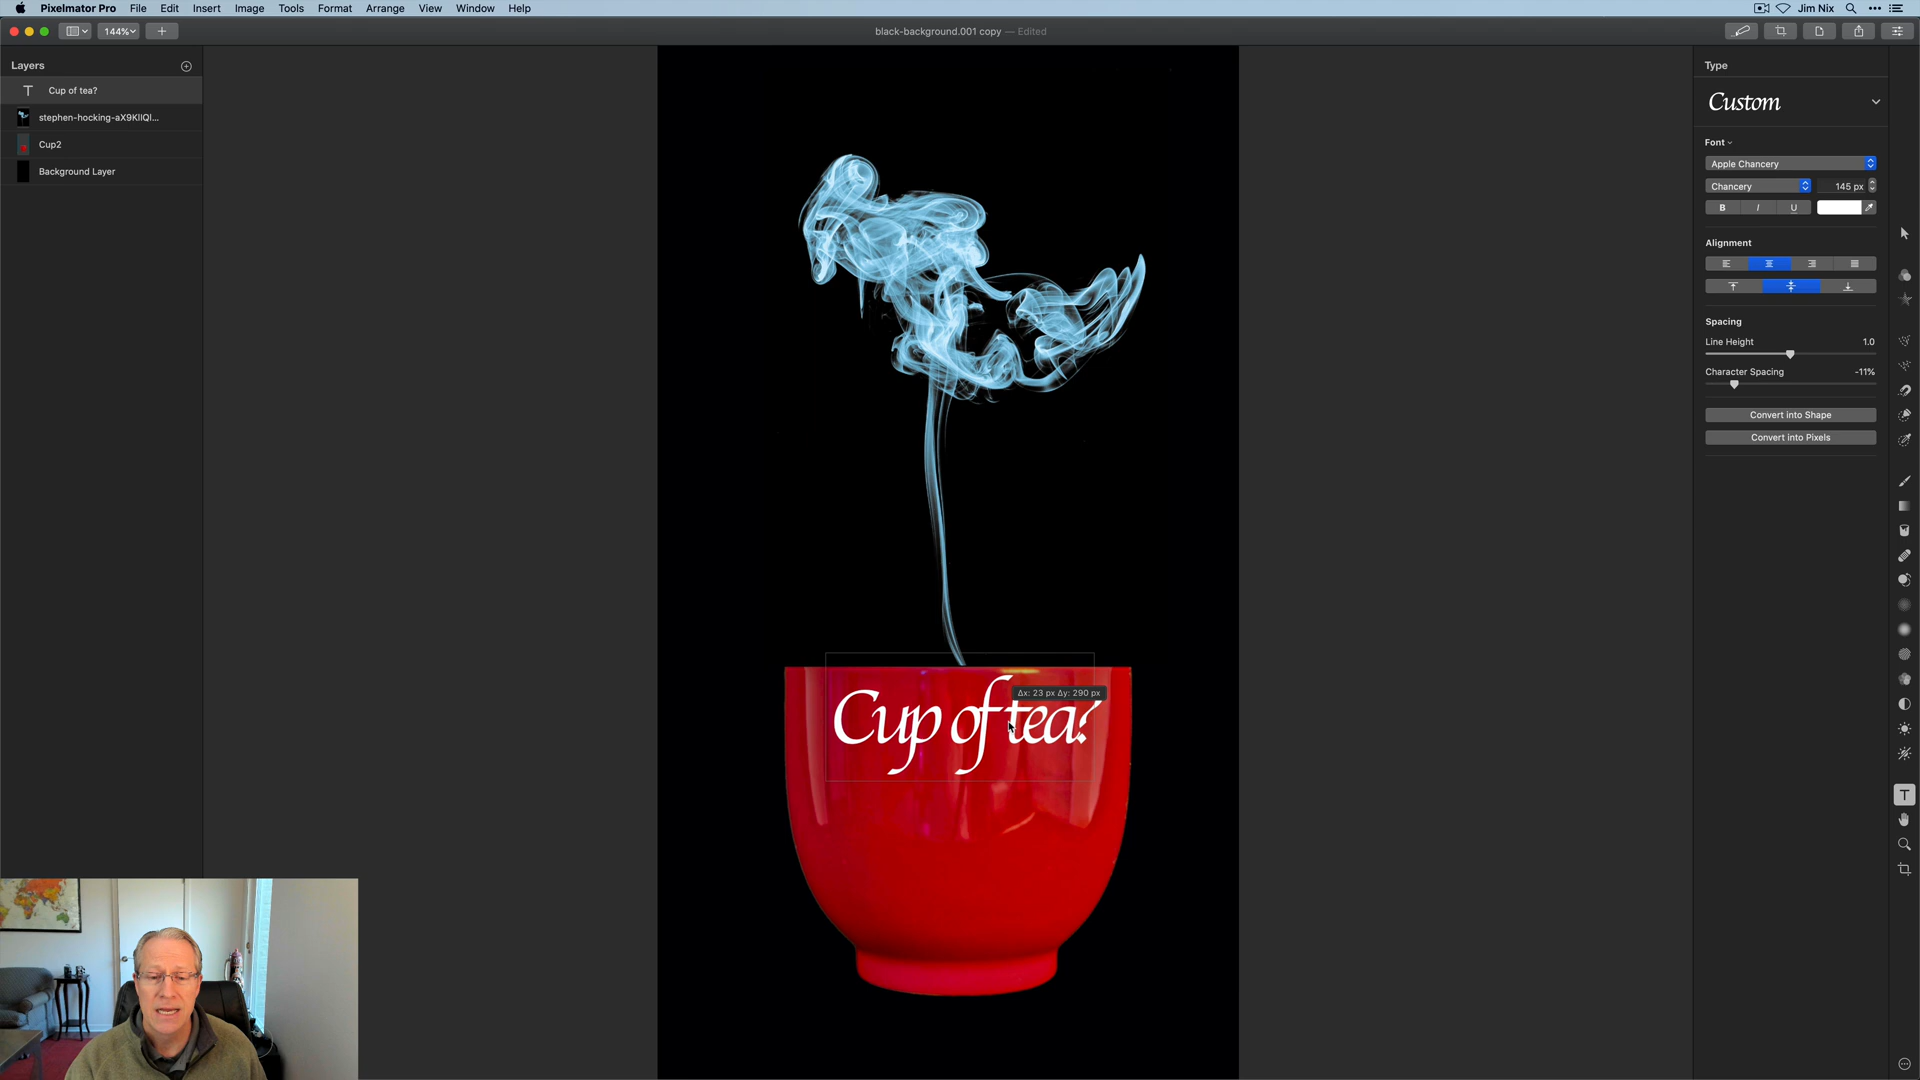 Pixelmator Pro File Edit Insert Image Tools Type Format Arrange View Window Help Jim Nix
144% black-background.001 copy — Edited
Layers
Cup of tea?
stephen-hocking-aX9KlIQl...
Cup2
Background Layer
Cup of tea?
Δx: 23 px Δy: 290 px
Type
Custom
Font
Apple Chancery
Chancery 145 px
B I U
Alignment
Spacing
Line Height 1.0
Character Spacing -11%
Convert into Shape
Convert into Pixels
T